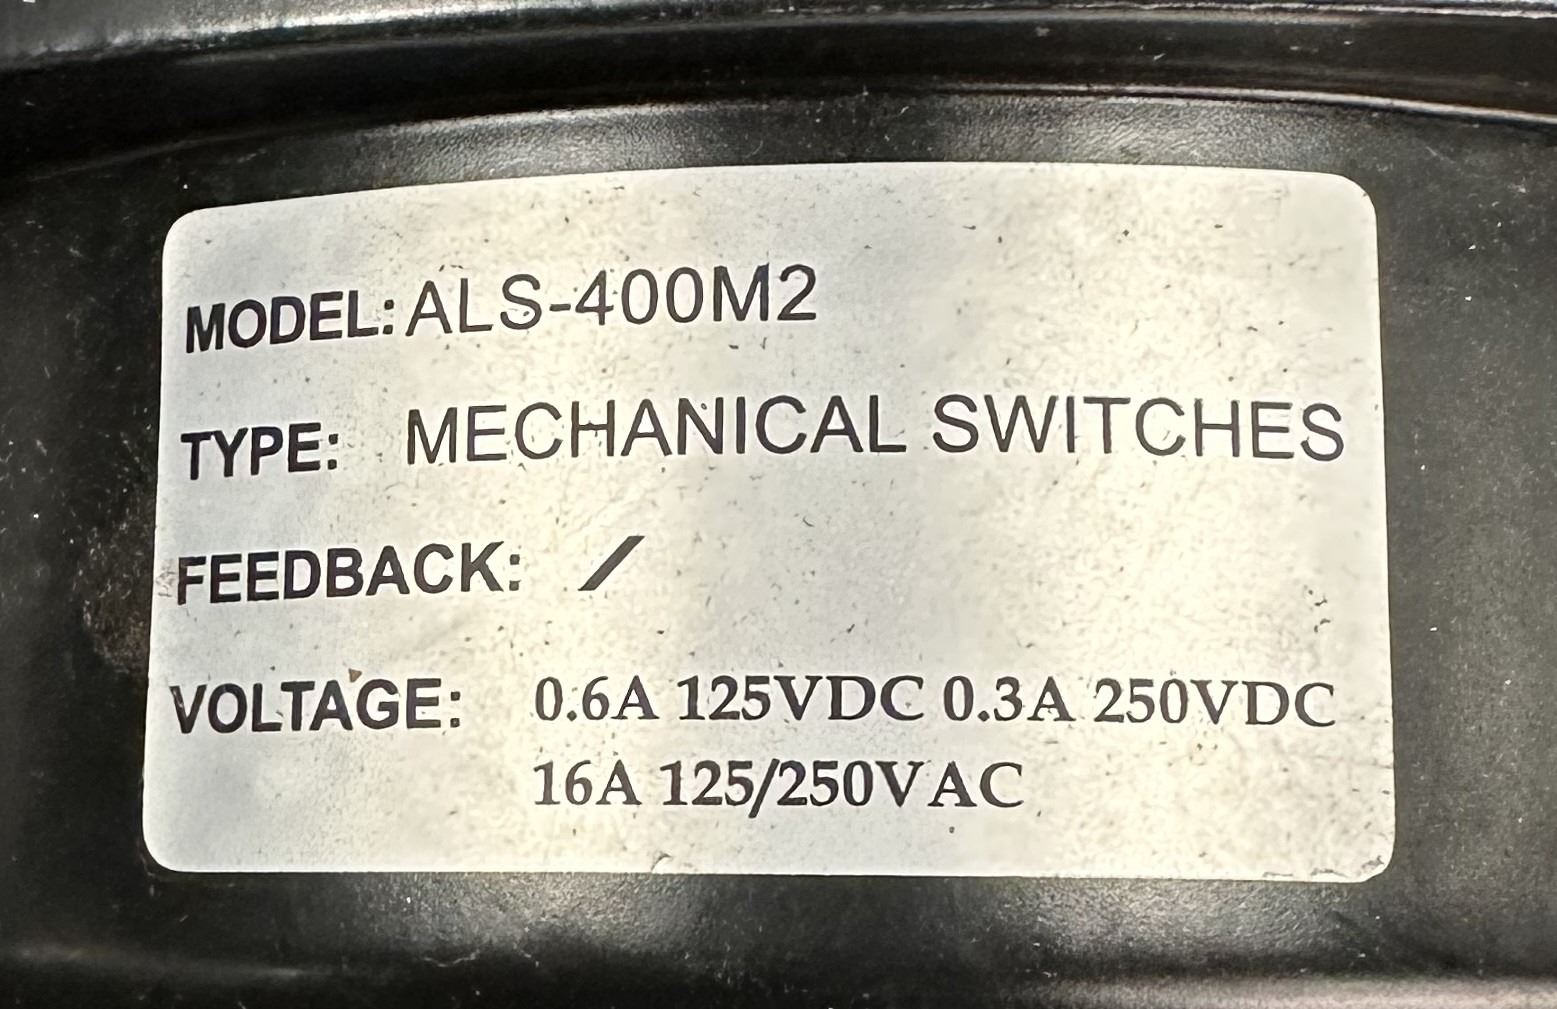 MODEL: ALS-400M2
TYPE: MECHANICAL SWITCHES
FEEDBACK: /
VOLTAGE: 0.6A 125VDC 0.3A 250VDC
16A 125/250VAC